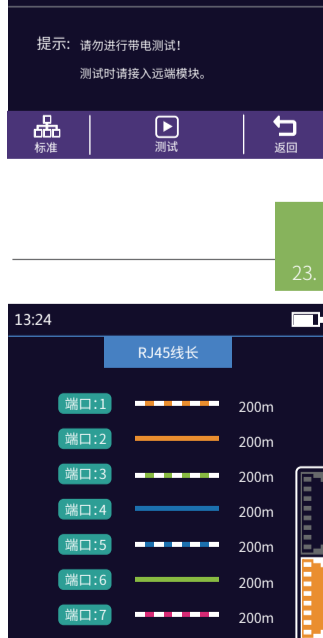 提示: 请勿进行带电测试!
测试时请接入远端模块。
标准 测试 返回
23.
13:24
RJ45线长
端口:1 200m
端口:2 200m
端口:3 200m
端口:4 200m
端口:5 200m
端口:6 200m
端口:7 200m